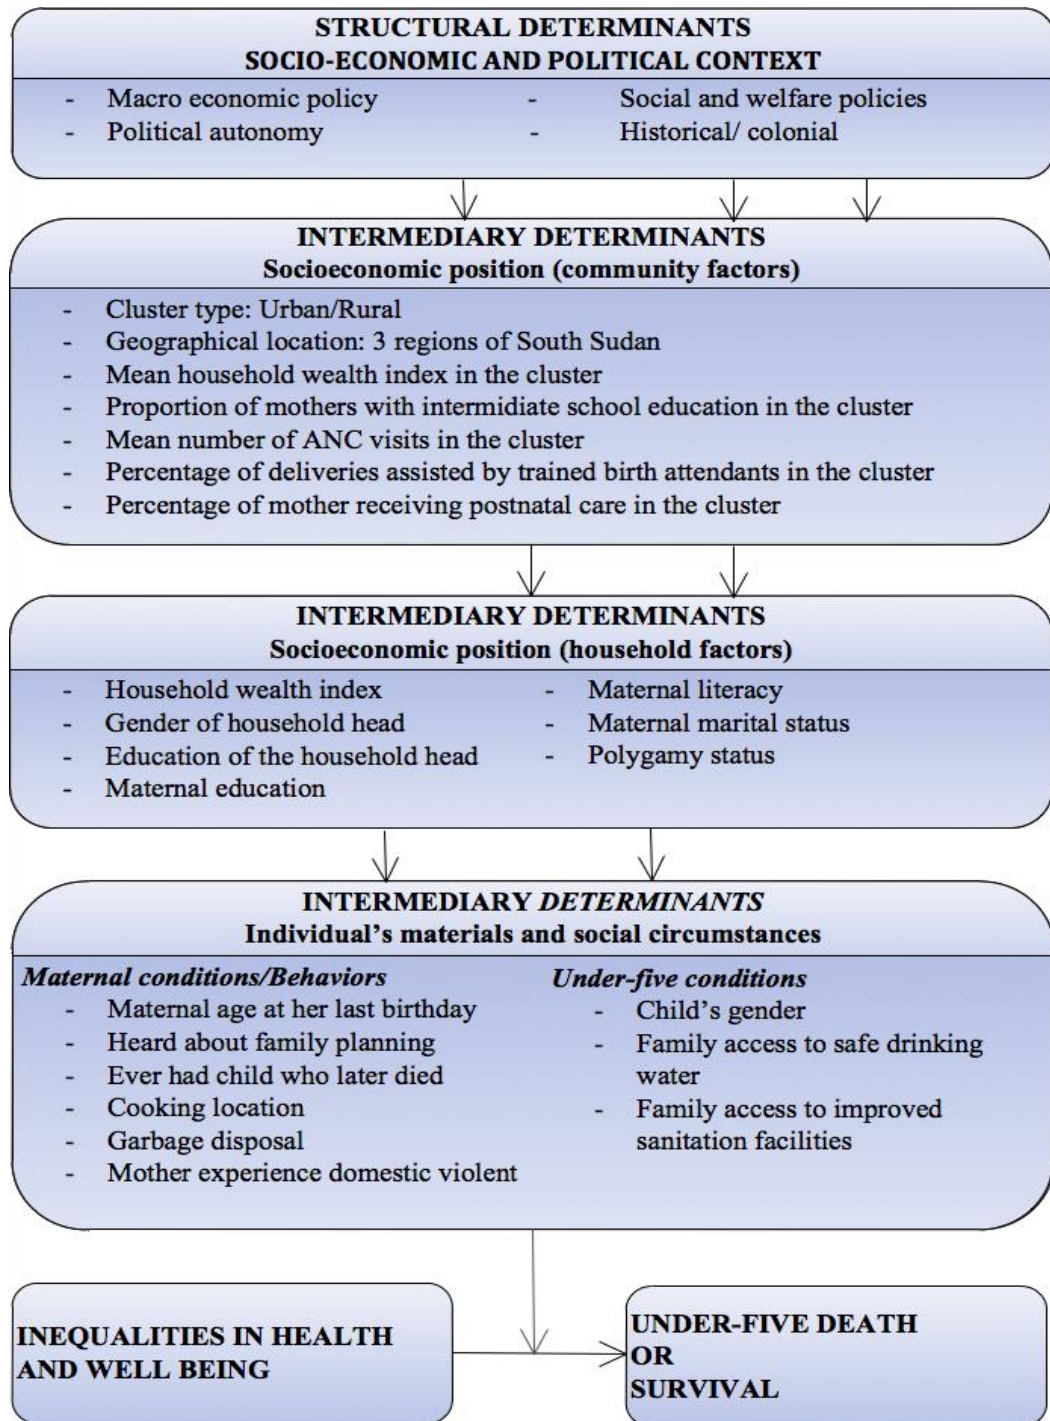 STRUCTURAL DETERMINANTS
SOCIO-ECONOMIC AND POLITICAL CONTEXT
- Macro economic policy
- Political autonomy
- Social and welfare policies
- Historical/ colonial
INTERMEDIARY DETERMINANTS
Socioeconomic position (community factors)
- Cluster type: Urban/Rural
- Geographical location: 3 regions of South Sudan
- Mean household wealth index in the cluster
- Proportion of mothers with intermidiate school education in the cluster
- Mean number of ANC visits in the cluster
- Percentage of deliveries assisted by trained birth attendants in the cluster
- Percentage of mother receiving postnatal care in the cluster
INTERMEDIARY DETERMINANTS
Socioeconomic position (household factors)
- Household wealth index
- Gender of household head
- Education of the household head
- Maternal education
- Maternal literacy
- Maternal marital status
- Polygamy status
INTERMEDIARY DETERMINANTS
Individual's materials and social circumstances
Maternal conditions/Behaviors
- Maternal age at her last birthday
- Heard about family planning
- Ever had child who later died
- Cooking location
- Garbage disposal
- Mother experience domestic violent
Under-five conditions
- Child's gender
- Family access to safe drinking
water
- Family access to improved
sanitation facilities
INEQUALITIES IN HEALTH
AND WELL BEING
UNDER-FIVE DEATH
OR
SURVIVAL